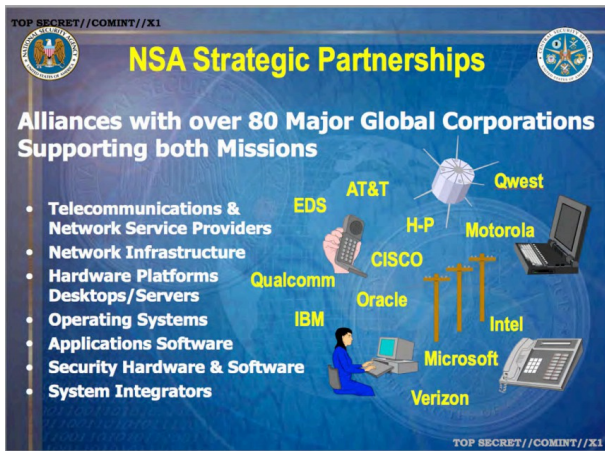 TOP SECRET//COMINT//X1
NSA Strategic Partnerships
Alliances with over 80 Major Global Corporations
Supporting both Missions
• Telecommunications &
Network Service Providers
• Network Infrastructure
• Hardware Platforms
Desktops/Servers
• Operating Systems
• Applications Software
• Security Hardware & Software
• System Integrators
Qwest
AT&T
EDS
H-P
Motorola
CISCO
Qualcomm
Oracle
IBM
Intel
Microsoft
Verizon
TOP SECRET//COMINT//X1